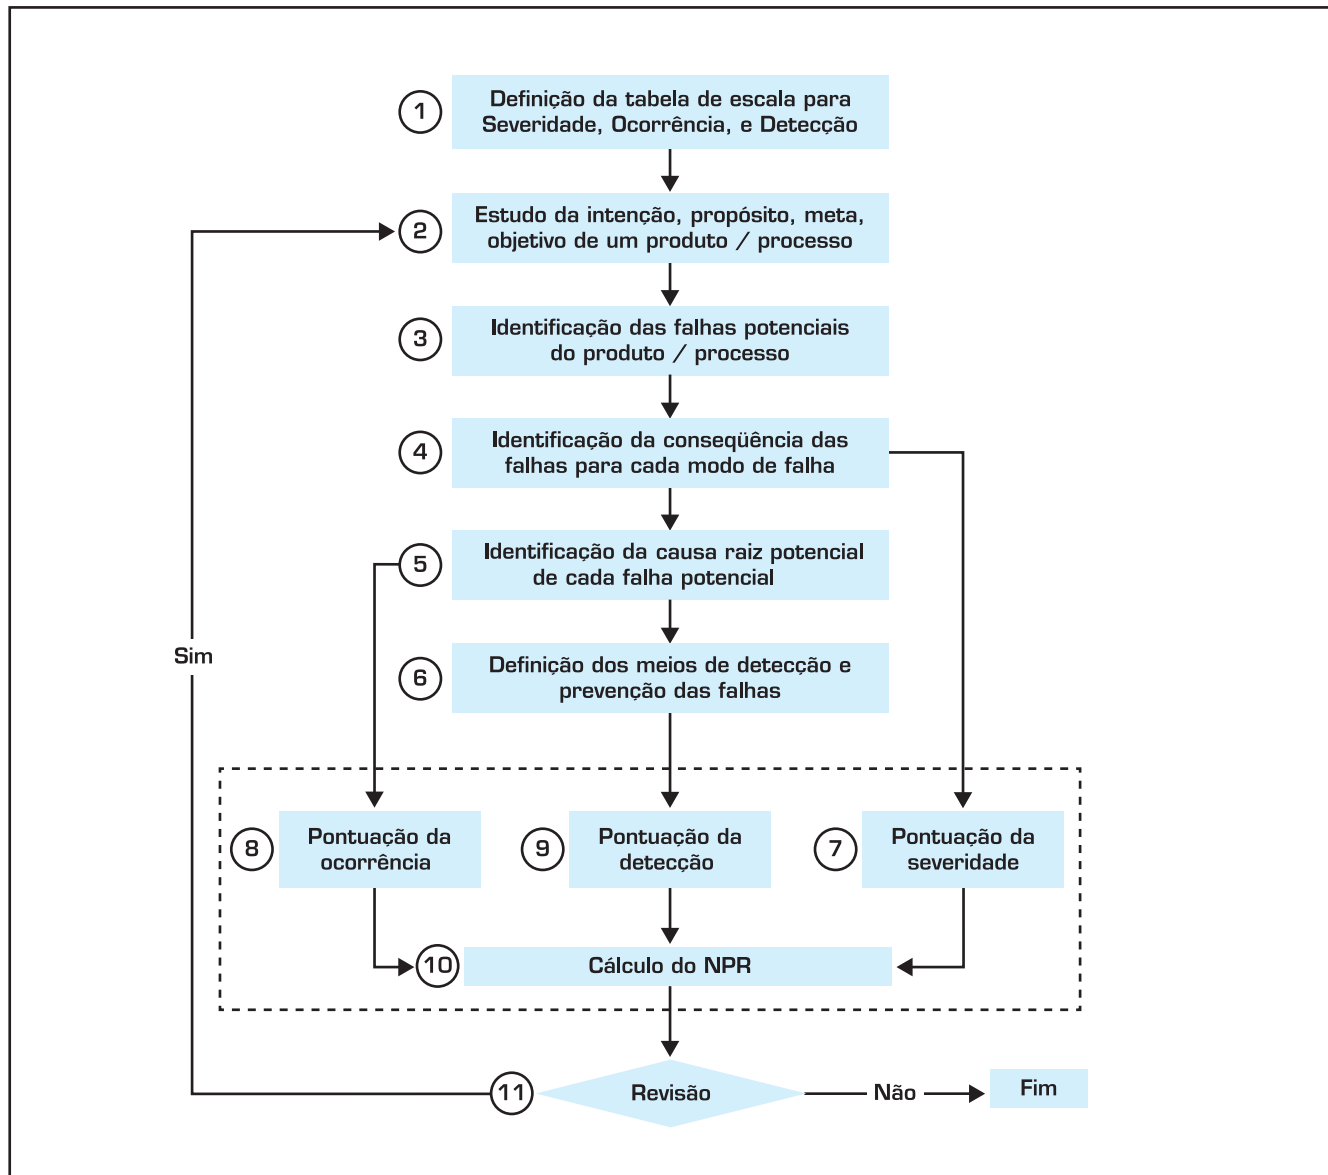 1
Definição da tabela de escala para
Severidade, Ocorrência, e Detecção
2
Estudo da intenção, propósito, meta,
objetivo de um produto / processo
3
Identificação das falhas potenciais
do produto / processo
4
Identificação da conseqüência das
falhas para cada modo de falha
5
Identificação da causa raiz potencial
de cada falha potencial
Sim
6
Definição dos meios de detecção e
prevenção das falhas
8
Pontuação da
ocorrência
9
Pontuação da
detecção
7
Pontuação da
severidade
10
Cálculo do NPR
11
Revisão
Não
Fim